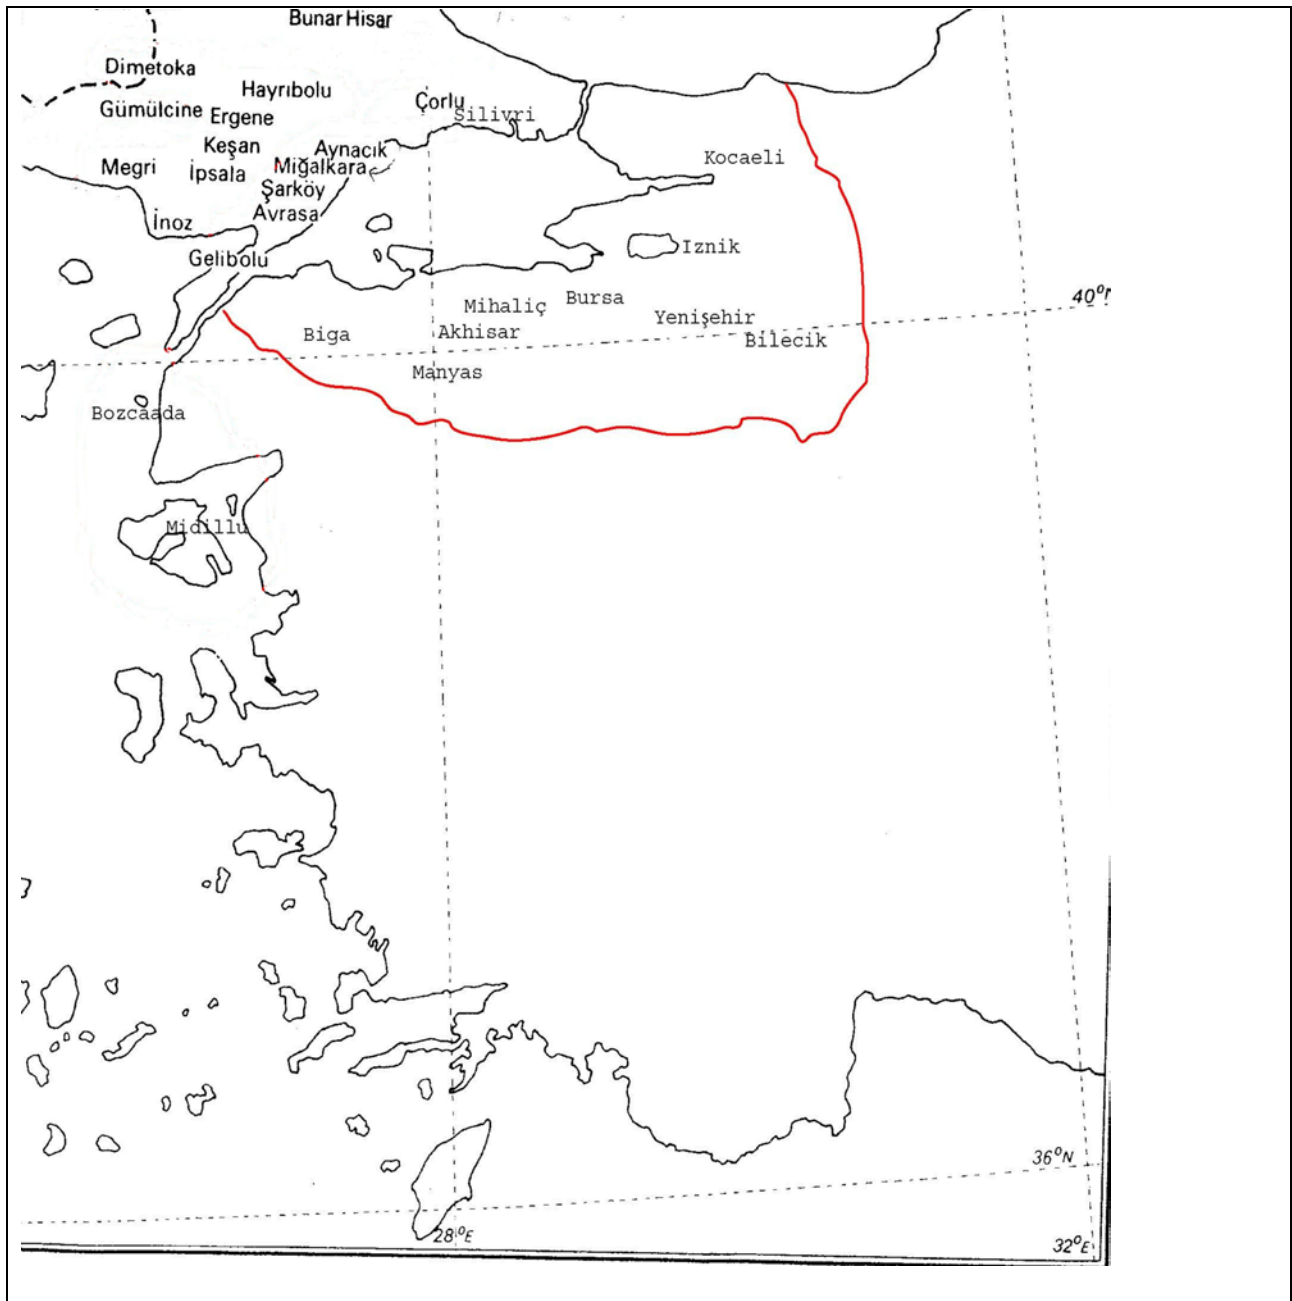 Bunar Hisar
Dimetoka
Hayrıbolu
Gümülcine
Ergene
Çorlu
Silivri
Keşan
Aynacık
Megri
İpsala
Miğalkara
Kocaeli
Şarköy
Avrasa
İnoz
Iznik
Gelibolu
40°
Mihaliç
Bursa
Yenişehir
Biga
Akhisar
Bilecik
Manyas
Bozcaada
Midillu
36°N
28°E
32°E